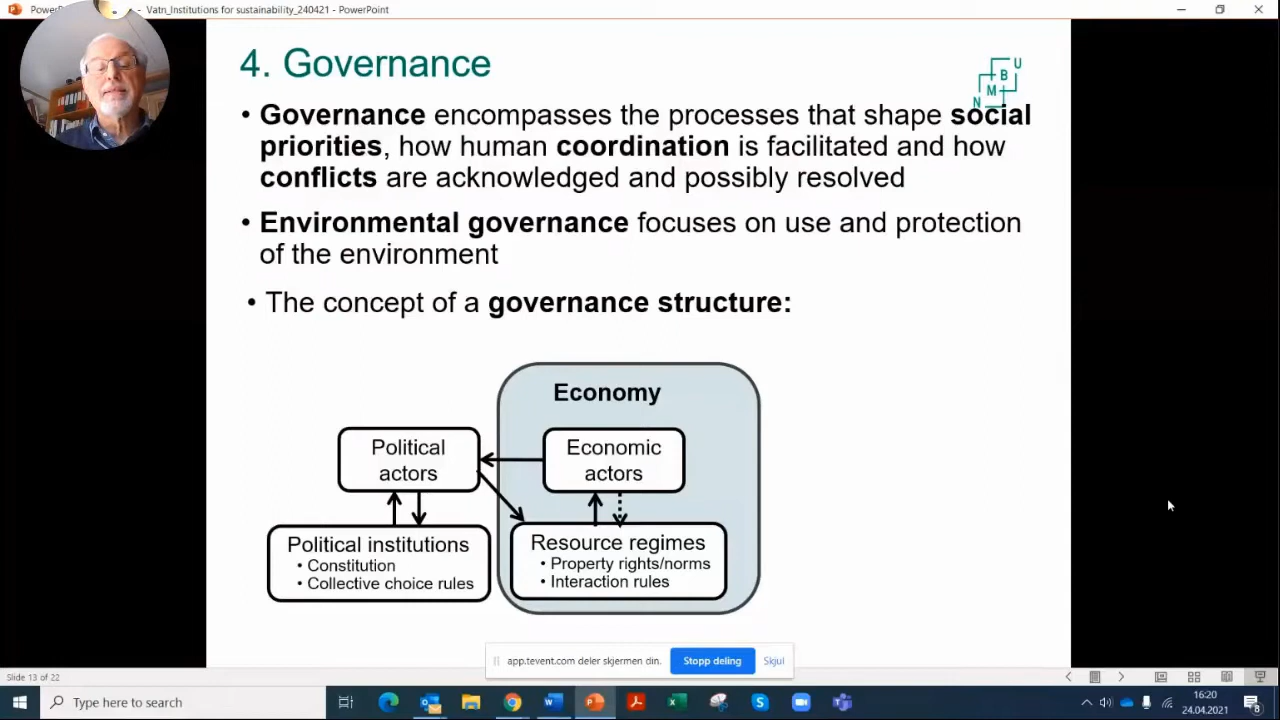 Vatn_Institutions for sustainability_240421 - PowerPoint
4. Governance
N M B U
• Governance encompasses the processes that shape social
priorities, how human coordination is facilitated and how
conflicts are acknowledged and possibly resolved
• Environmental governance focuses on use and protection
of the environment
• The concept of a governance structure:
Economy
Political
actors
Economic
actors
Political institutions
• Constitution
• Collective choice rules
Resource regimes
• Property rights/norms
• Interaction rules
app.tevent.com deler skjermen din.
Stopp deling
Skjul
Slide 13 of 22
Type here to search
16:20
24.04.2021
8